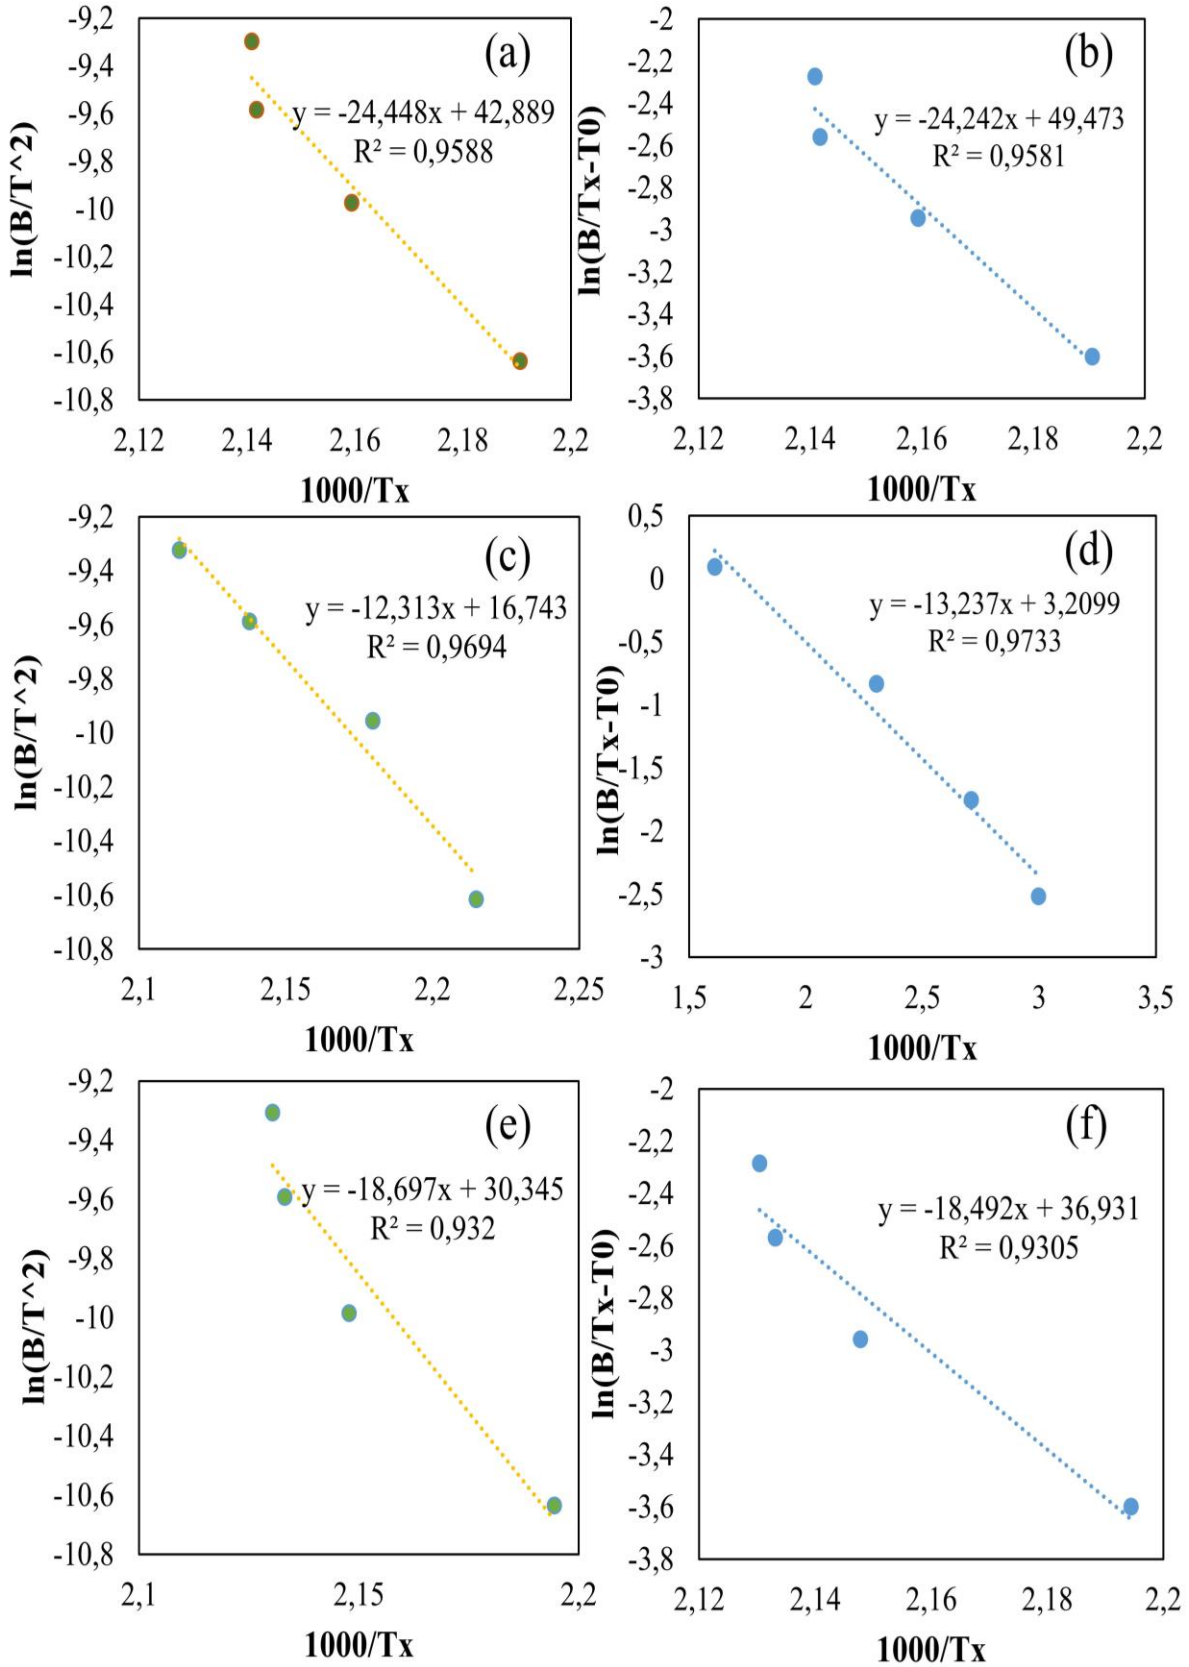 (a)
-9,2
-9,4
-9,6
-9,8
-10
-10,2
-10,4
-10,6
-10,8
ln(B/T^2)
y = -24,448x + 42,889
R² = 0,9588
2,12 2,14 2,16 2,18 2,2
1000/Tx
(b)
-2
-2,2
-2,4
-2,6
-2,8
-3
-3,2
-3,4
-3,6
-3,8
ln(B/Tx-T0)
y = -24,242x + 49,473
R² = 0,9581
2,12 2,14 2,16 2,18 2,2
1000/Tx
(c)
-9,2
-9,4
-9,6
-9,8
-10
-10,2
-10,4
-10,6
-10,8
ln(B/T^2)
y = -12,313x + 16,743
R² = 0,9694
2,1 2,15 2,2 2,25
1000/Tx
(d)
0,5
0
-0,5
-1
-1,5
-2
-2,5
-3
ln(B/Tx-T0)
y = -13,237x + 3,2099
R² = 0,9733
1,5 2 2,5 3 3,5
1000/Tx
(e)
-9,2
-9,4
-9,6
-9,8
-10
-10,2
-10,4
-10,6
-10,8
ln(B/T^2)
y = -18,697x + 30,345
R² = 0,932
2,1 2,15 2,2
1000/Tx
(f)
-2
-2,2
-2,4
-2,6
-2,8
-3
-3,2
-3,4
-3,6
-3,8
ln(B/Tx-T0)
y = -18,492x + 36,931
R² = 0,9305
2,12 2,14 2,16 2,18 2,2
1000/Tx